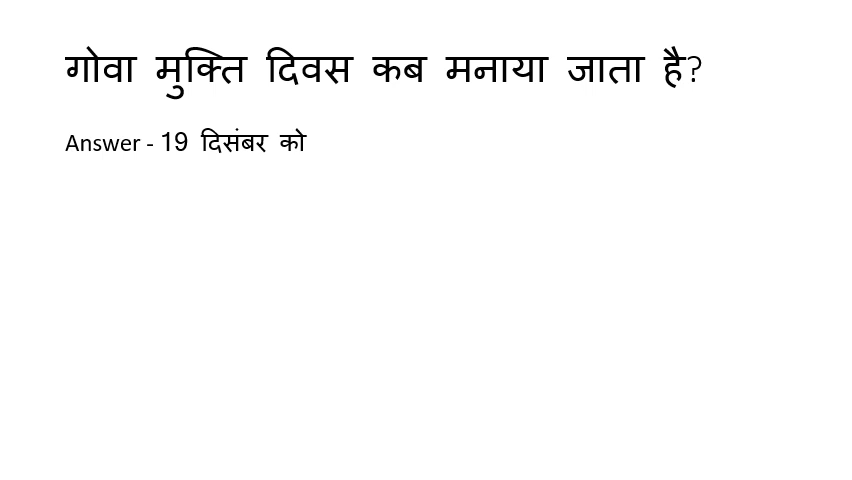 गोवा मुक्ति दिवस कब मनाया जाता है?
Answer - 19 दिसंबर को